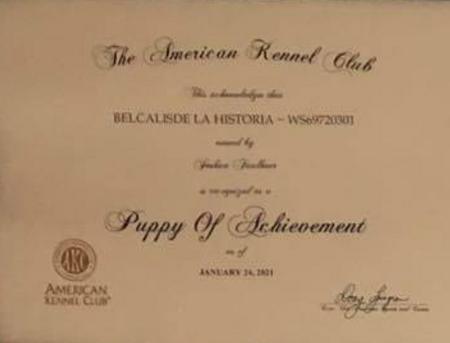 The American Kennel Club
This acknowledges that
BELCALISDE LA HISTORIA ~ WS69720301
owned by
is recognized as a
Puppy Of Achievement
as of
JANUARY 24, 2021
AKC
AMERICAN
KENNEL CLUB®